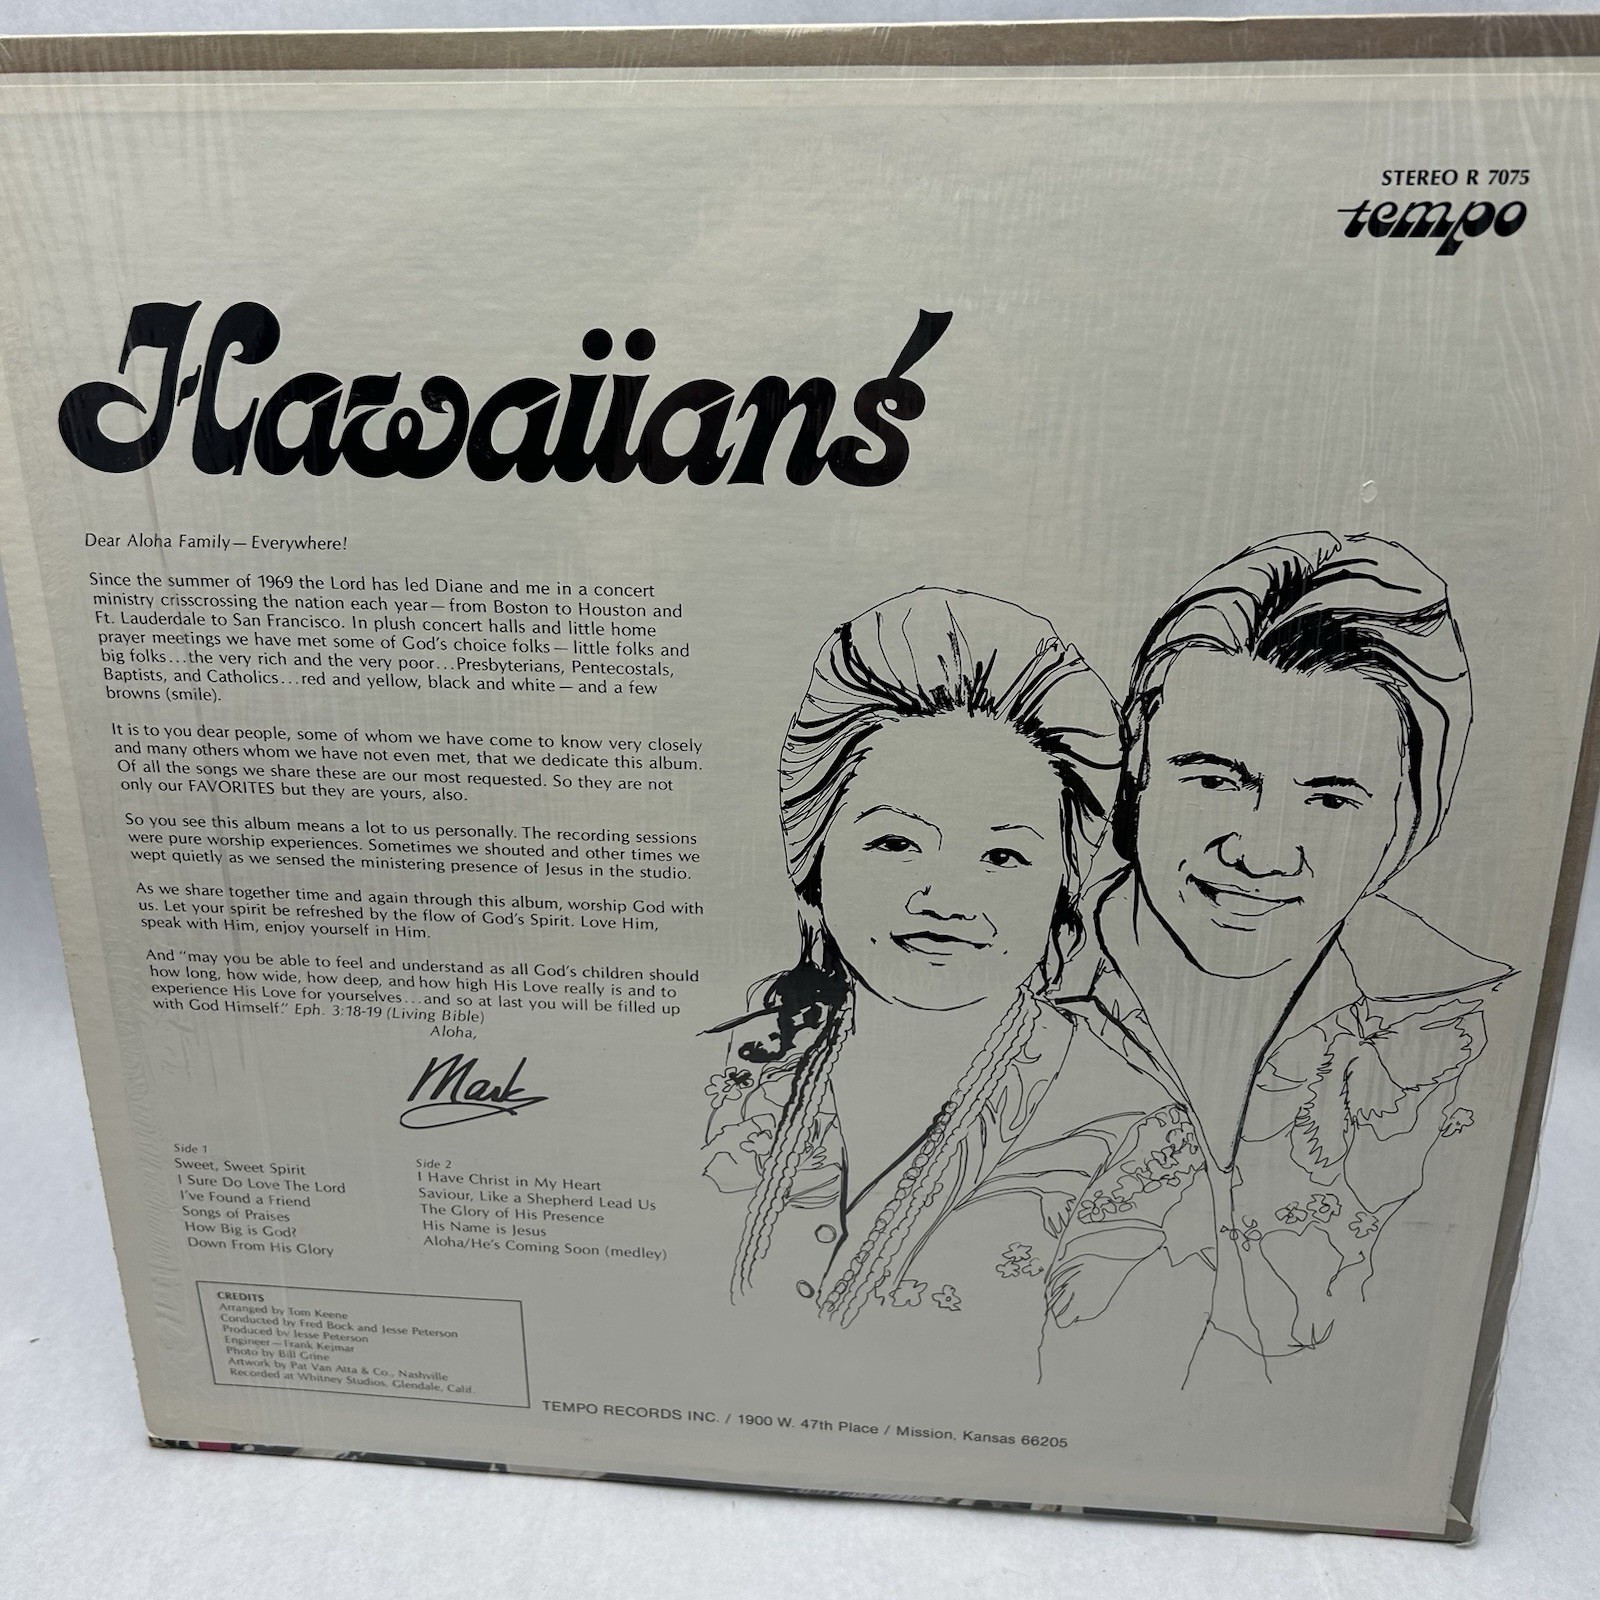 STEREO R 7075
tempo
Hawaiians'
Dear Aloha Family—Everywhere!
Since the summer of 1969 the Lord has led Diane and me in a concert
ministry crisscrossing the nation each year—from Boston to Houston and
Ft. Lauderdale to San Francisco. In plush concert halls and little home
prayer meetings we have met some of God's choice folks—little folks and
big folks...the very rich and the very poor...Presbyterians, Pentecostals,
Baptists, and Catholics...red and yellow, black and white—and a few
browns (smile).
It is to you dear people, some of whom we have come to know very closely
and many others whom we have not even met, that we dedicate this album.
Of all the songs we share these are our most requested. So they are not
only our FAVORITES but they are yours, also.
So you see this album means a lot to us personally. The recording sessions
were pure worship experiences. Sometimes we shouted and other times we
wept quietly as we sensed the ministering presence of Jesus in the studio.
As we share together time and again through this album, worship God with
us. Let your spirit be refreshed by the flow of God's Spirit. Love Him,
speak with Him, enjoy yourself in Him.
And "may you be able to feel and understand as all God's children should
how long, how wide, how deep, and how high His Love really is and to
experience His Love for yourselves...and so at last you will be filled up
with God Himself." Eph. 3:18-19 (Living Bible)
Aloha,
Mark
Side 1
Sweet, Sweet Spirit
I Sure Do Love The Lord
I've Found a Friend
Songs of Praises
How Big is God?
Down From His Glory
Side 2
I Have Christ in My Heart
Saviour, Like a Shepherd Lead Us
The Glory of His Presence
His Name is Jesus
Aloha/He's Coming Soon (medley)
CREDITS
Arranged by Tom Keene
Conducted by Fred Bock and Jesse Peterson
Produced by Jesse Peterson
Engineer—Frank Kejmar
Photo by Bill Grine
Artwork by Pat Van Atta & Co., Nashville
Recorded at Whitney Studios, Glendale, Calif.
TEMPO RECORDS INC. / 1900 W. 47th Place / Mission, Kansas 66205